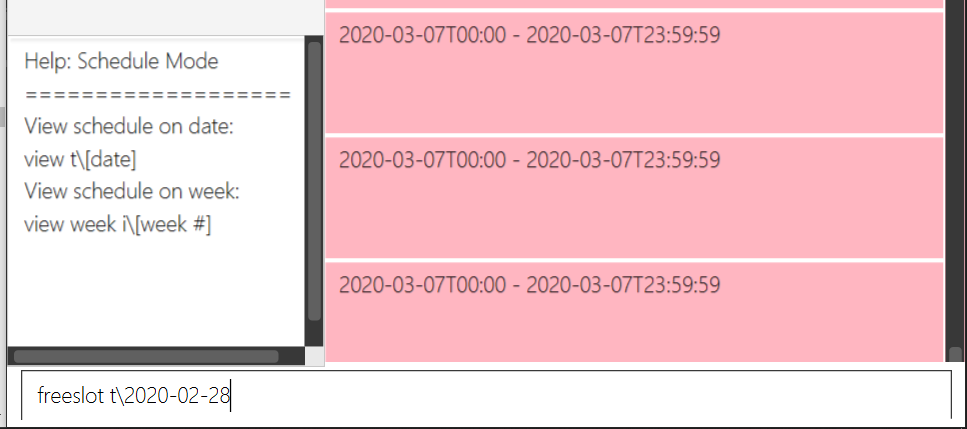 Help: Schedule Mode
===================
View schedule on date:
view t\[date]
View schedule on week:
view week i\[week #]
2020-03-07T00:00 - 2020-03-07T23:59:59
2020-03-07T00:00 - 2020-03-07T23:59:59
2020-03-07T00:00 - 2020-03-07T23:59:59
freeslot t\2020-02-28